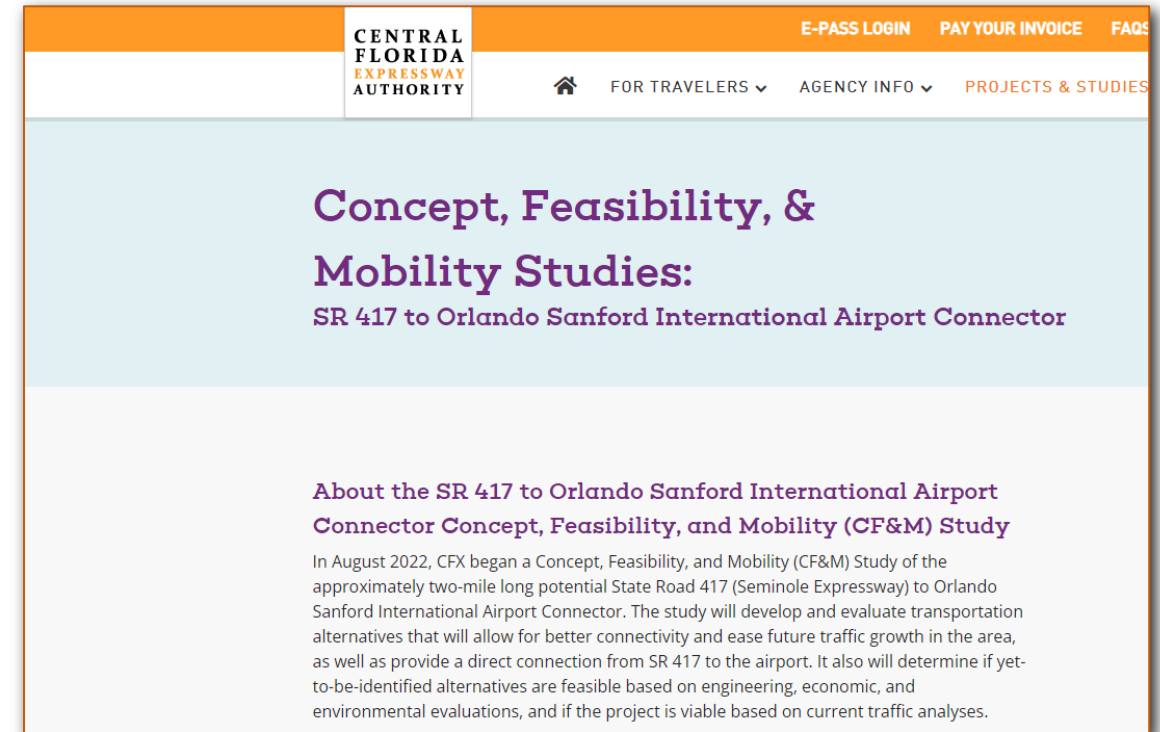 E-PASS LOGIN PAY YOUR INVOICE FAQS
CENTRAL
FLORIDA
EXPRESSWAY
AUTHORITY
FOR TRAVELERS AGENCY INFO PROJECTS & STUDIES
Concept, Feasibility, &
Mobility Studies:
SR 417 to Orlando Sanford International Airport Connector
About the SR 417 to Orlando Sanford International Airport
Connector Concept, Feasibility, and Mobility (CF&M) Study
In August 2022, CFX began a Concept, Feasibility, and Mobility (CF&M) Study of the
approximately two-mile long potential State Road 417 (Seminole Expressway) to Orlando
Sanford International Airport Connector. The study will develop and evaluate transportation
alternatives that will allow for better connectivity and ease future traffic growth in the area,
as well as provide a direct connection from SR 417 to the airport. It also will determine if yet-
to-be-identified alternatives are feasible based on engineering, economic, and
environmental evaluations, and if the project is viable based on current traffic analyses.